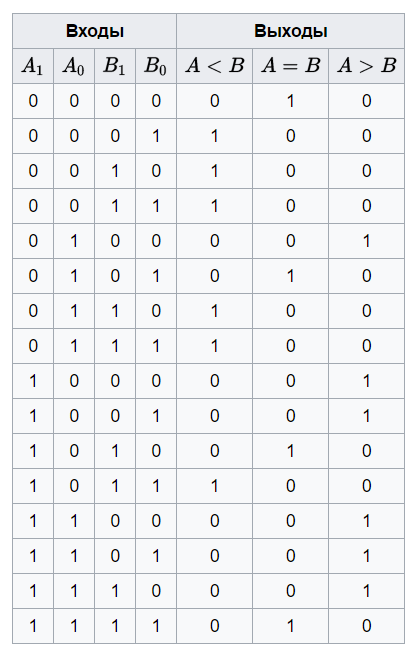 Входы Выходы
A₁ A₀ B₁ B₀ A < B A = B A > B
0 0 0 0 0 1 0
0 0 0 1 1 0 0
0 0 1 0 1 0 0
0 0 1 1 1 0 0
0 1 0 0 0 0 1
0 1 0 1 0 1 0
0 1 1 0 1 0 0
0 1 1 1 1 0 0
1 0 0 0 0 0 1
1 0 0 1 0 0 1
1 0 1 0 0 1 0
1 0 1 1 1 0 0
1 1 0 0 0 0 1
1 1 0 1 0 0 1
1 1 1 0 0 0 1
1 1 1 1 0 1 0